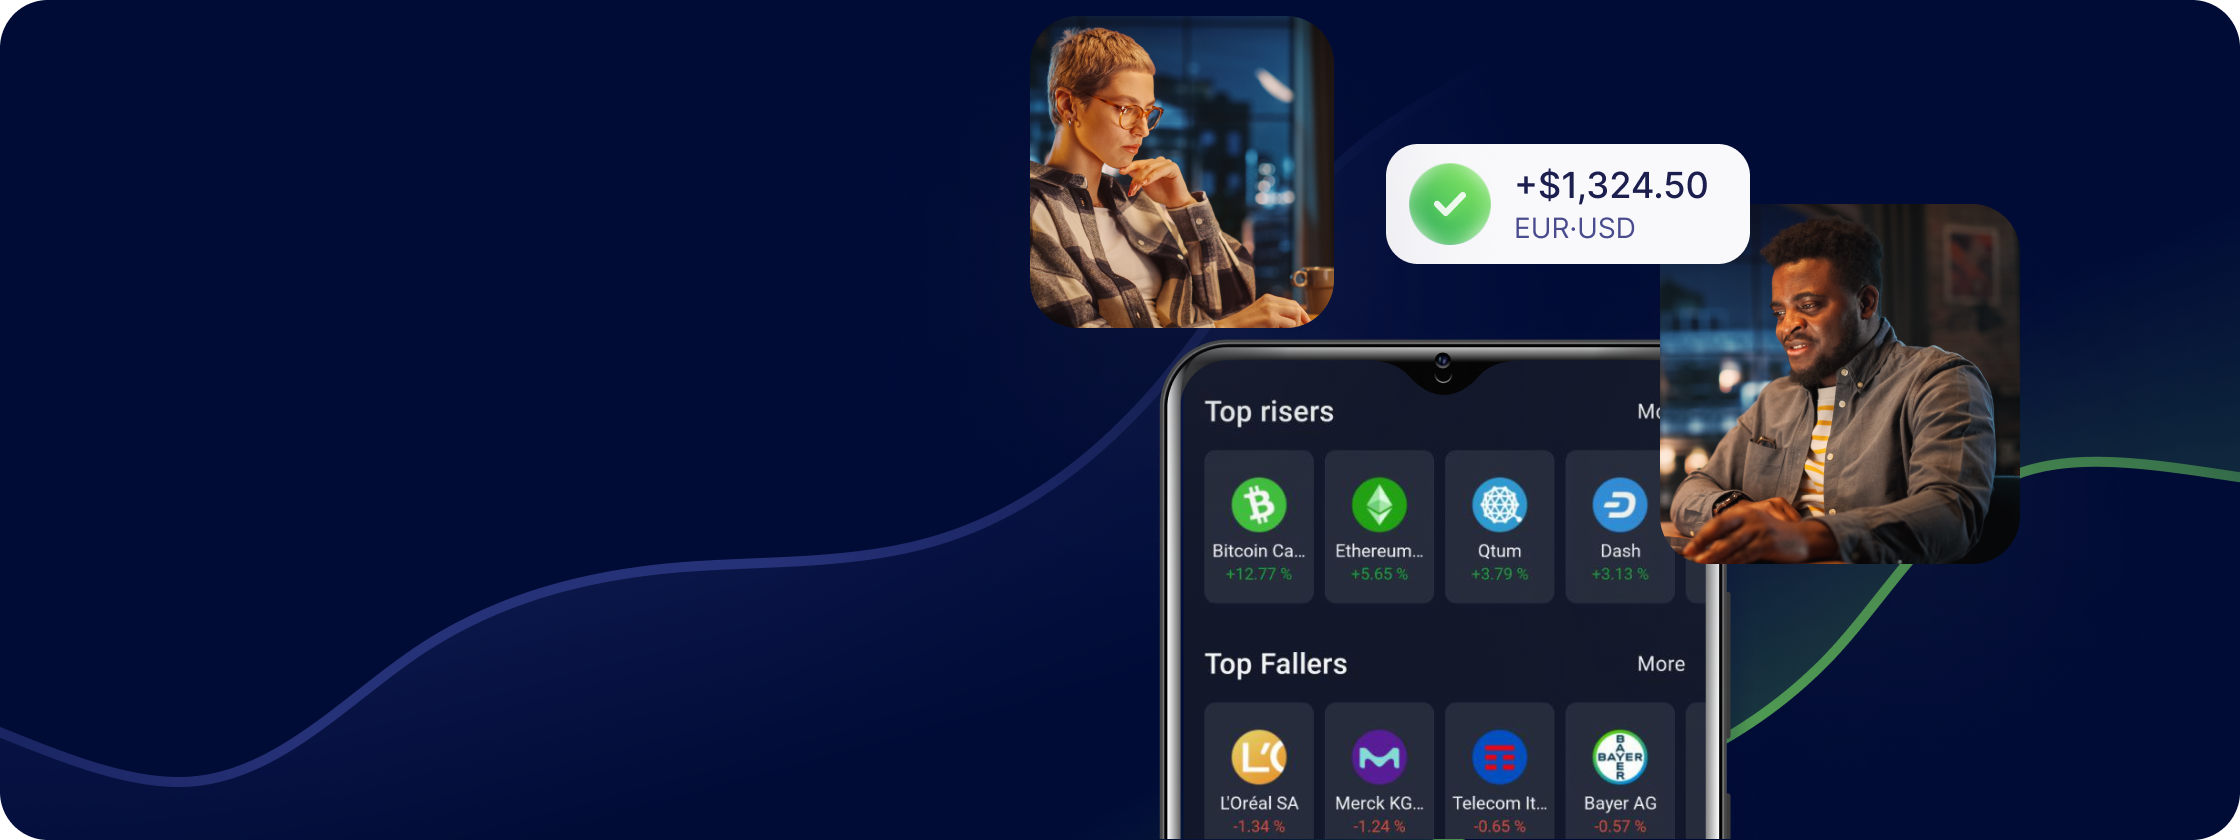 +$1,324.50
EUR·USD
Top risers
Bitcoin Ca...
+12.77 %
Ethereum...
+5.65 %
Qtum
+3.79 %
Dash
+3.13 %
Top Fallers
More
L'O
L'Oréal SA
-1.34 %
Merck KG...
-1.24 %
Telecom It...
-0.65 %
BAYER
BAYER
Bayer AG
-0.57 %